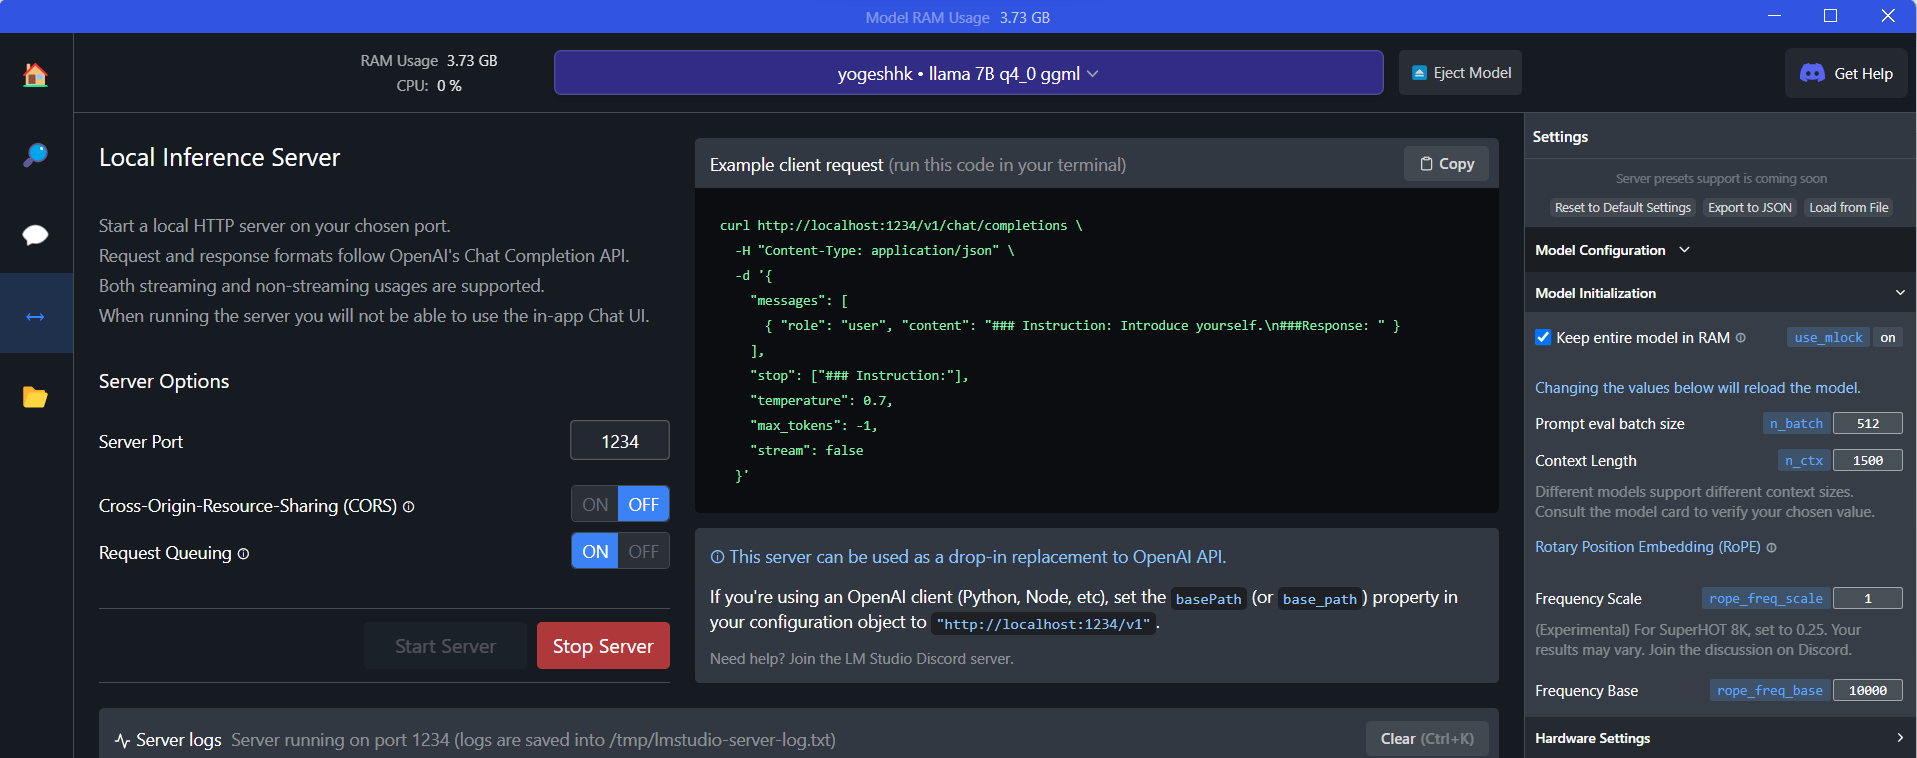 Model RAM Usage 3.73 GB
RAM Usage 3.73 GB
CPU: 0 %
yogeshhk • llama 7B q4_0 ggml
Eject Model
Get Help
Local Inference Server
Start a local HTTP server on your chosen port.
Request and response formats follow OpenAI's Chat Completion API.
Both streaming and non-streaming usages are supported.
When running the server you will not be able to use the in-app Chat UI.
Server Options
Server Port 1234
Cross-Origin-Resource-Sharing (CORS) ON OFF
Request Queuing ON OFF
Start Server Stop Server
Example client request (run this code in your terminal) Copy
curl http://localhost:1234/v1/chat/completions \
-H "Content-Type: application/json" \
-d '{
"messages": [
{ "role": "user", "content": "### Instruction: Introduce yourself.\n###Response: " }
],
"stop": ["### Instruction:"],
"temperature": 0.7,
"max_tokens": -1,
"stream": false
}'
This server can be used as a drop-in replacement to OpenAI API.
If you're using an OpenAI client (Python, Node, etc), set the basePath (or base_path) property in
your configuration object to "http://localhost:1234/v1".
Need help? Join the LM Studio Discord server.
Server logs Server running on port 1234 (logs are saved into /tmp/lmstudio-server-log.txt)
Clear (Ctrl+K)
Settings
Server presets support is coming soon
Reset to Default Settings Export to JSON Load from File
Model Configuration
Model Initialization
Keep entire model in RAM use_mlock on
Changing the values below will reload the model.
Prompt eval batch size n_batch 512
Context Length n_ctx 1500
Different models support different context sizes.
Consult the model card to verify your chosen value.
Rotary Position Embedding (RoPE)
Frequency Scale rope_freq_scale 1
(Experimental) For SuperHOT 8K, set to 0.25. Your
results may vary. Join the discussion on Discord.
Frequency Base rope_freq_base 10000
Hardware Settings